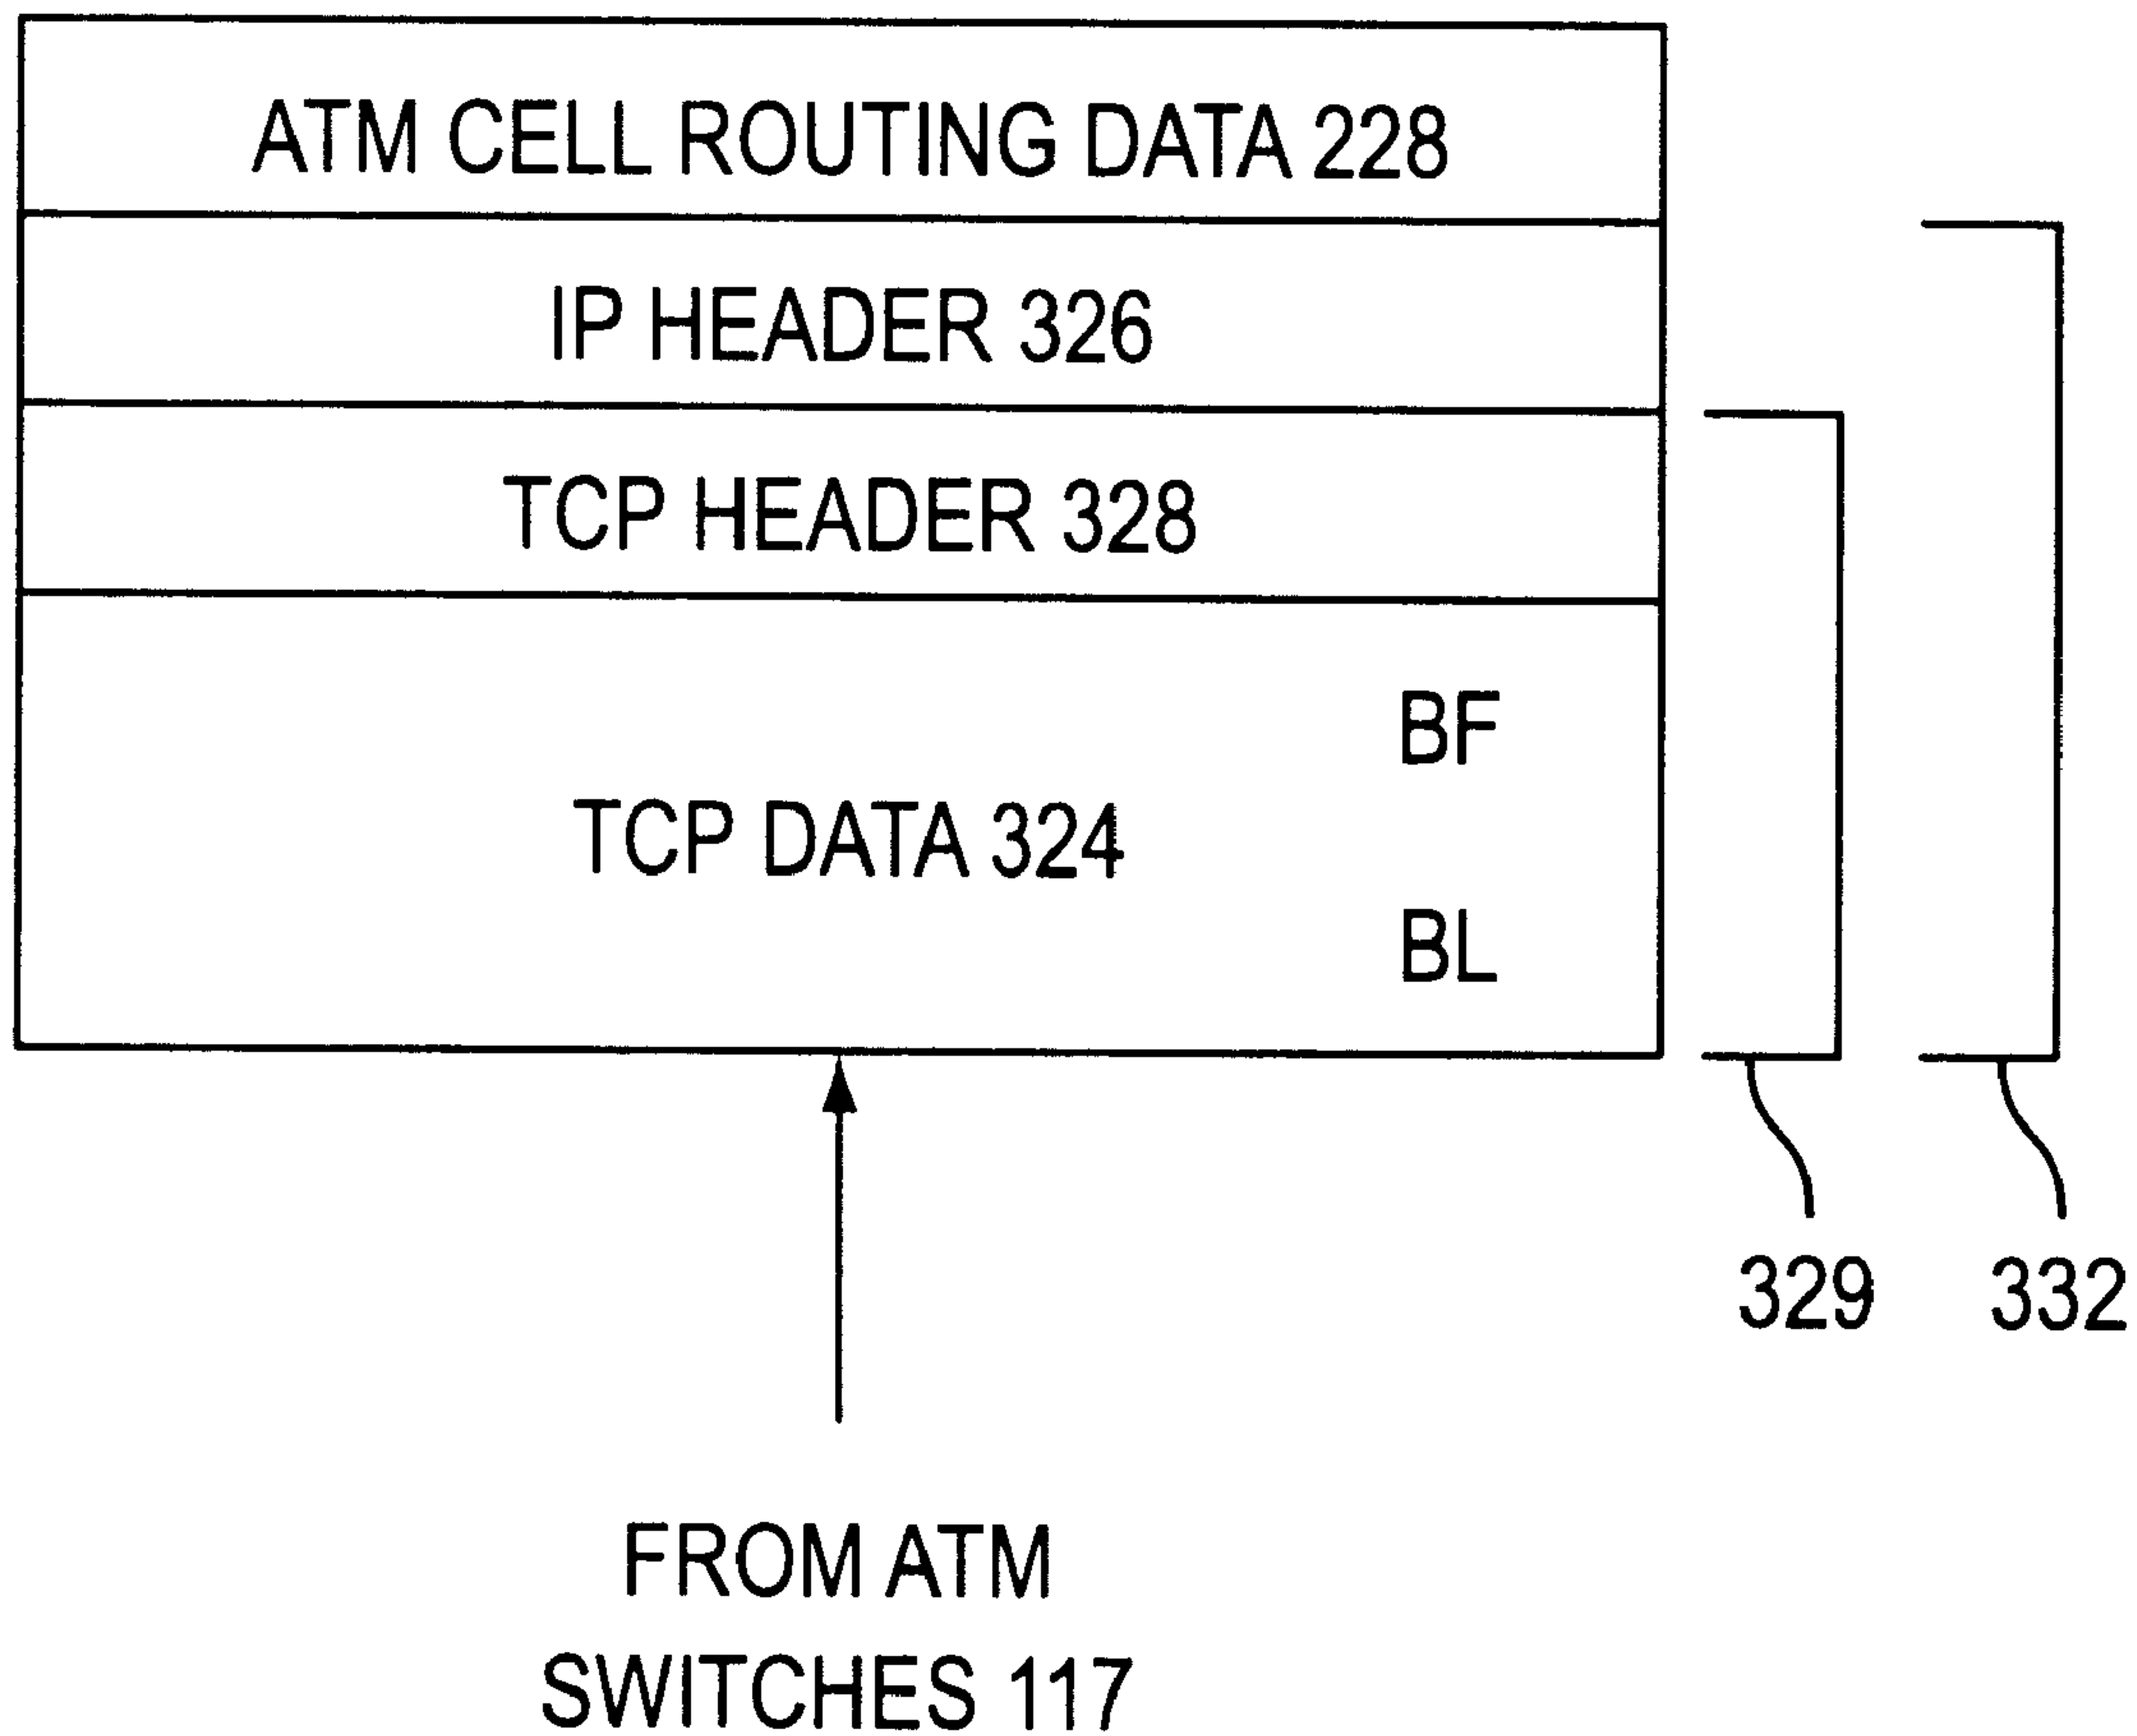 ATM CELL ROUTING DATA 228
IP HEADER 326
TCP HEADER 328
BF
TCP DATA 324
BL
329
332
FROM ATM
SWITCHES 117